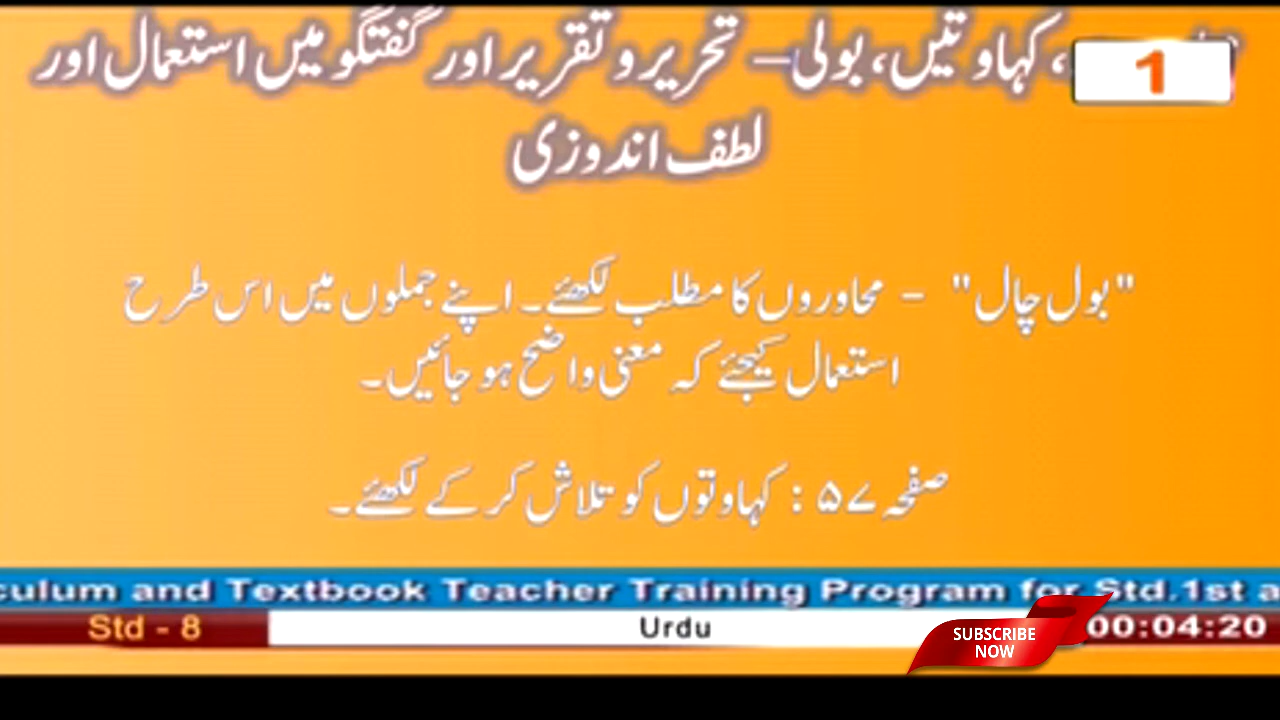 ، کہاوتیں، بولی– تحریر و تقریر اور گفتگو میں استعمال اور
1
لطف اندوزی
"بول چال" – محاوروں کا مطلب لکھئے۔ اپنے جملوں میں اس طرح
استعمال کیجئے کہ معنی واضح ہو جائیں۔
صفحہ ۵۷ : کہاوتوں کو تلاش کر کے لکھئے۔
culum and Textbook Teacher Training Program for Std.1st a
Std - 8
Urdu
SUBSCRIBE
NOW
00:04:20